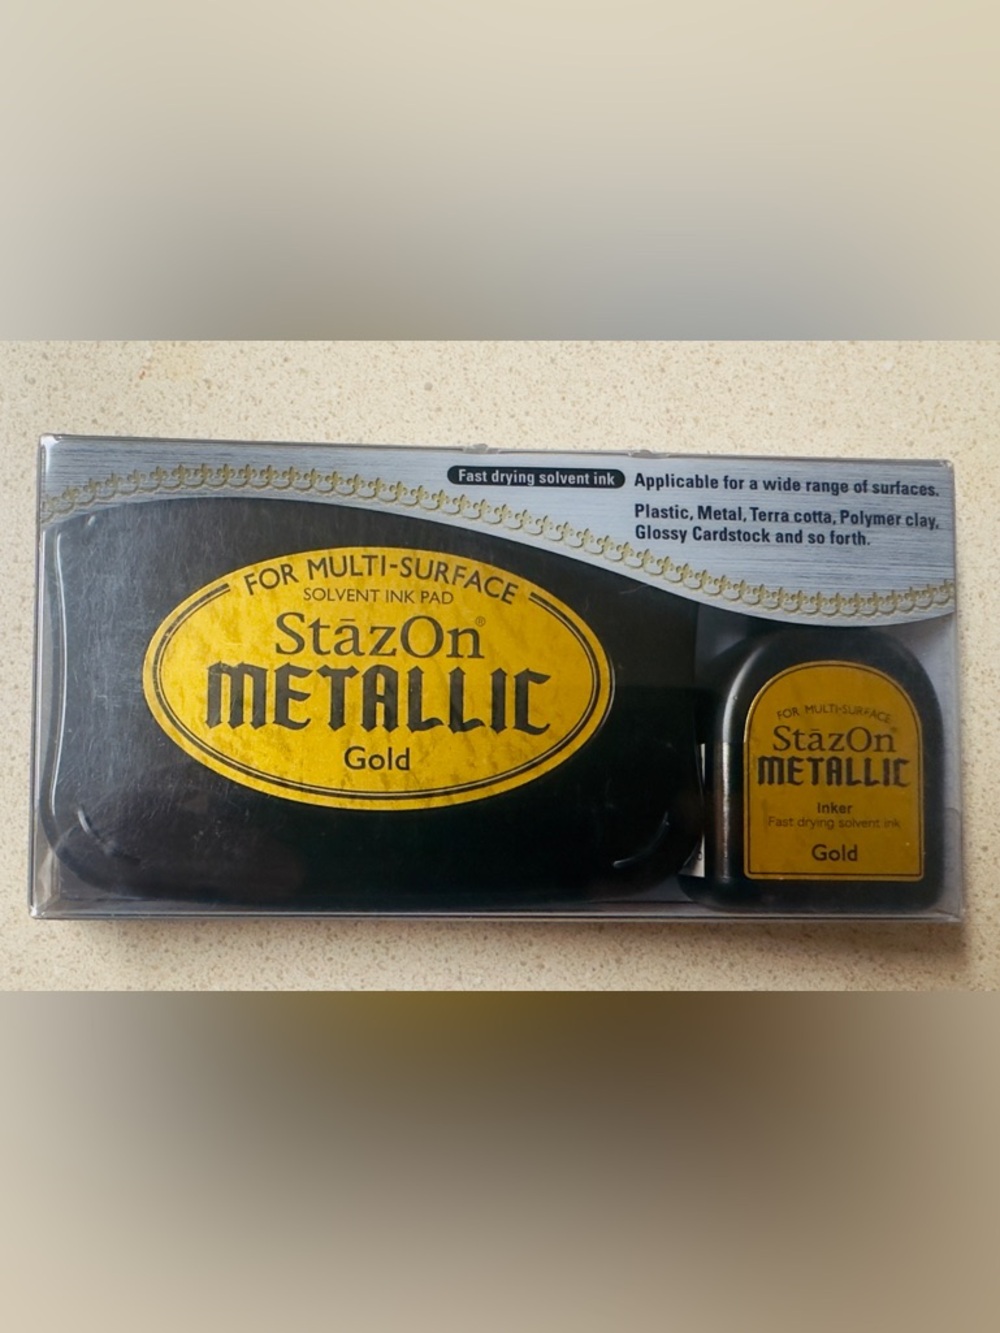 Fast drying solvent ink
Applicable for a wide range of surfaces.
Plastic, Metal, Terra cotta, Polymer clay,
Glossy Cardstock and so forth.
FOR MULTI-SURFACE
SOLVENT INK PAD
StāzOn®
METALLIC
Gold
FOR MULTI-SURFACE
StāzOn
METALLIC
Inker
Fast drying solvent ink
Gold